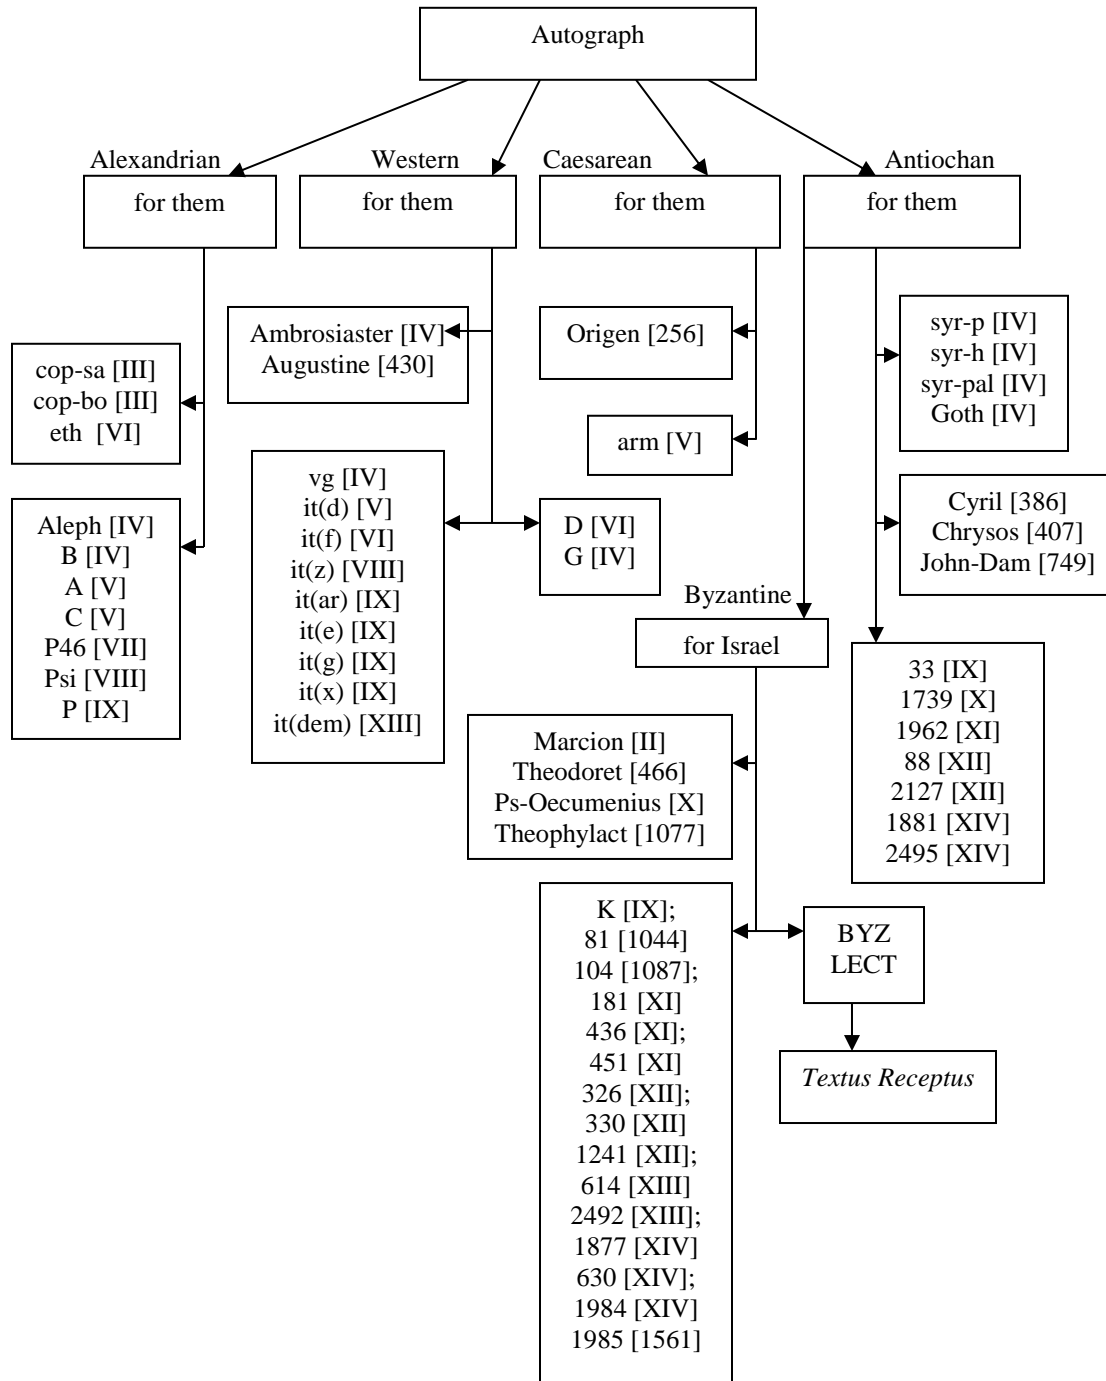 Autograph
Alexandrian
for them
Western
for them
Caesarean
for them
Antiochan
for them
cop-sa [III]
cop-bo [III]
eth [VI]
Aleph [IV]
B [IV]
A [V]
C [V]
P46 [VII]
Psi [VIII]
P [IX]
Ambrosiaster [IV]
Augustine [430]
vg [IV]
it(d) [V]
it(f) [VI]
it(z) [VIII]
it(ar) [IX]
it(e) [IX]
it(g) [IX]
it(x) [IX]
it(dem) [XIII]
D [VI]
G [IV]
Origen [256]
arm [V]
syr-p [IV]
syr-h [IV]
syr-pal [IV]
Goth [IV]
Cyril [386]
Chrysos [407]
John-Dam [749]
33 [IX]
1739 [X]
1962 [XI]
88 [XII]
2127 [XII]
1881 [XIV]
2495 [XIV]
Byzantine
for Israel
Marcion [II]
Theodoret [466]
Ps-Oecumenius [X]
Theophylact [1077]
K [IX];
81 [1044]
104 [1087];
181 [XI]
436 [XI];
451 [XI]
326 [XII];
330 [XII]
1241 [XII];
614 [XIII]
2492 [XIII];
1877 [XIV]
630 [XIV];
1984 [XIV]
1985 [1561]
BYZ
LECT
Textus Receptus